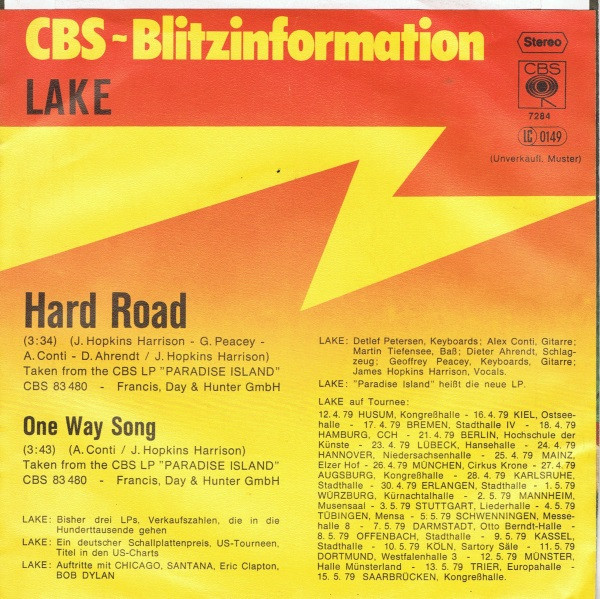 CBS~Blitzinformation
LAKE
Stereo
CBS
7284
LC 0149
(Unverkäufl. Muster)
Hard Road
(3:34) (J. Hopkins Harrison - G. Peacey -
A. Conti - D. Ahrendt / J. Hopkins Harrison)
Taken from the CBS LP "PARADISE ISLAND"
CBS 83 480 - Francis, Day & Hunter GmbH
One Way Song
(3:43) (A. Conti / J. Hopkins Harrison)
Taken from the CBS LP "PARADISE ISLAND"
CBS 83 480 - Francis, Day & Hunter GmbH
LAKE: Bisher drei LPs, Verkaufszahlen, die in die
Hunderttausende gehen
LAKE: Ein deutscher Schallplattenpreis, US-Tourneen,
Titel in den US-Charts
LAKE: Auftritte mit CHICAGO, SANTANA, Eric Clapton,
BOB DYLAN
LAKE: Detlef Petersen, Keyboards; Alex Conti, Gitarre;
Martin Tiefensee, Baß; Dieter Ahrendt, Schlag-
zeug; Geoffrey Peacey, Keyboards, Gitarre;
James Hopkins Harrison, Vocals.
LAKE: "Paradise Island" heißt die neue LP.
LAKE auf Tournee:
12. 4. 79 HUSUM, Kongreßhalle - 16. 4. 79 KIEL, Ostsee-
halle - 17. 4. 79 BREMEN, Stadthalle IV - 18. 4. 79
HAMBURG, CCH - 21. 4. 79 BERLIN, Hochschule der
Künste - 23. 4. 79 LÜBECK, Hansehalle - 24. 4. 79
HANNOVER, Niedersachsenhalle - 25. 4. 79 MAINZ,
Elzer Hof - 26. 4. 79 MÜNCHEN, Cirkus Krone - 27. 4. 79
AUGSBURG, Kongreßhalle - 28. 4. 79 KARLSRUHE,
Stadthalle - 30. 4. 79 ERLANGEN, Stadthalle - 1. 5. 79
WÜRZBURG, Kürnachtalhalle - 2. 5. 79 MANNHEIM,
Musensaal - 3. 5. 79 STUTTGART, Liederhalle - 4. 5. 79
TÜBINGEN, Mensa - 5. 5. 79 SCHWENNINGEN, Messe-
halle 8 - 7. 5. 79 DARMSTADT, Otto Berndt-Halle -
8. 5. 79 OFFENBACH, Stadthalle - 9. 5. 79 KASSEL,
Stadthalle - 10. 5. 79 KÖLN, Sartory Säle - 11. 5. 79
DORTMUND, Westfalenhalle 3 - 12. 5. 79 MÜNSTER,
Halle Münsterland - 13. 5. 79 TRIER, Europahalle -
15. 5. 79 SAARBRÜCKEN, Kongreßhalle.